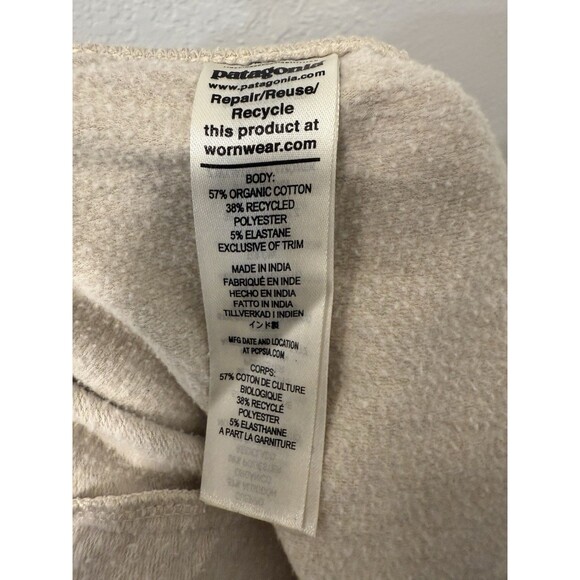 patagonia
www.patagonia.com
Repair/Reuse/
Recycle
this product at
wornwear.com
BODY:
57% ORGANIC COTTON
38% RECYCLED
POLYESTER
5% ELASTANE
EXCLUSIVE OF TRIM
MADE IN INDIA
FABRIQUÉ EN INDE
HECHO EN INDIA
FATTO IN INDIA
TILLVERKAD I INDIEN
インド製
MFG DATE AND LOCATION
AT PCPSIA.COM
CORPS:
57% COTON DE CULTURE
BIOLOGIQUE
38% RECYCLÉ
POLYESTER
5% ELASTHANNE
A PART LA GARNITURE